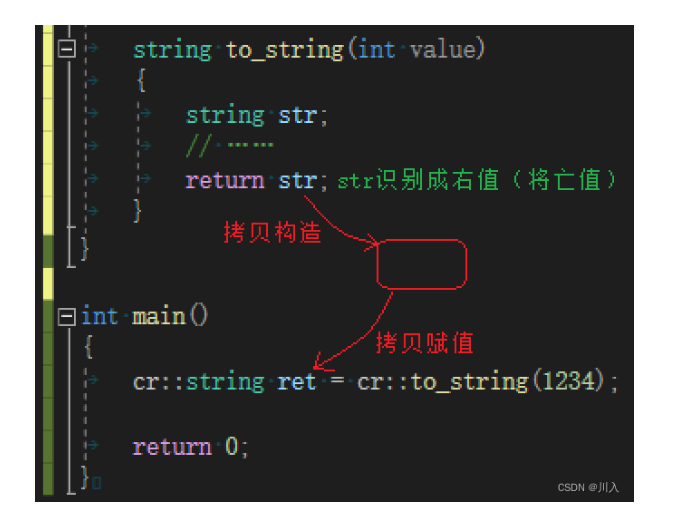 string to_string(int value)
{
string str;
// ……
return str; str识别成右值（将亡值）
}
拷贝构造
}
int main()
{
拷贝赋值
cr::string ret = cr::to_string(1234);
return 0;
}
CSDN @川入